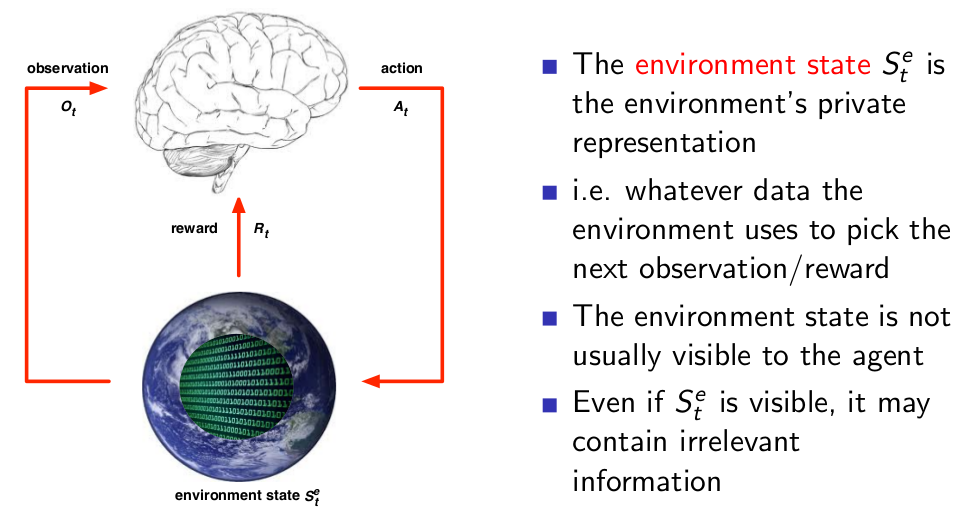 observation
O_t
action
A_t
reward
R_t
environment state S_t^e
■ The environment state S_t^e is
the environment's private
representation
■ i.e. whatever data the
environment uses to pick the
next observation/reward
■ The environment state is not
usually visible to the agent
■ Even if S_t^e is visible, it may
contain irrelevant
information